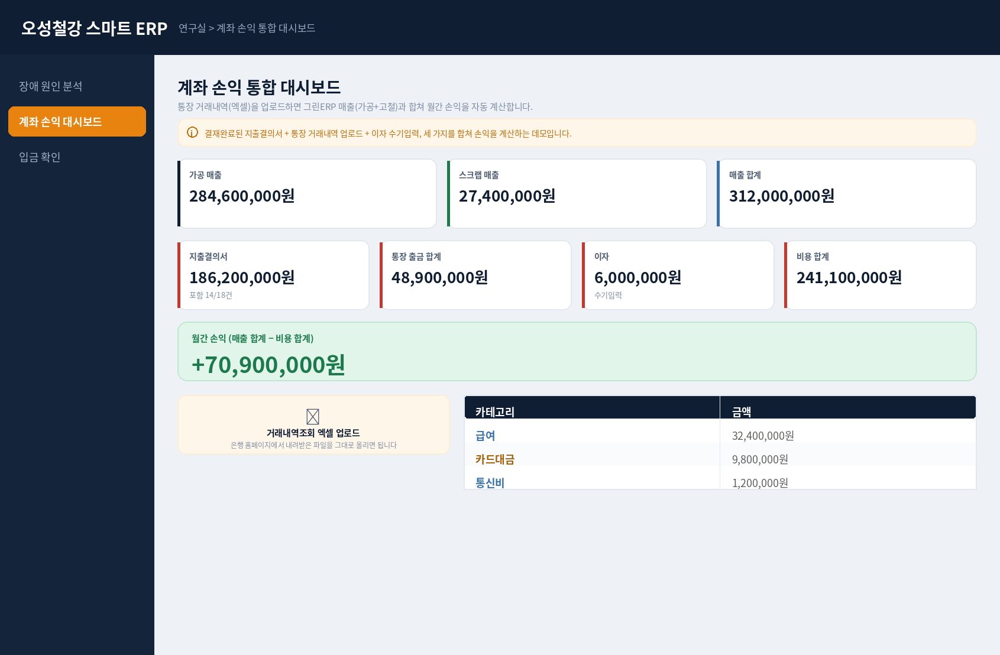 오성철강 스마트 ERP
연구실 > 계좌 손익 통합 대시보드
장애 원인 분석
계좌 손익 대시보드
입금 확인
계좌 손익 통합 대시보드
통장 거래내역(엑셀)을 업로드하면 그린ERP 매출(가공+고철)과 합쳐 월간 손익을 자동 계산합니다.
결재완료된 지출결의서 + 통장 거래내역 업로드 + 이자 수기입력, 세 가지를 합쳐 손익을 계산하는 데모입니다.
가공 매출
284,600,000원
스크랩 매출
27,400,000원
매출 합계
312,000,000원
지출결의서
186,200,000원
포함 14/18건
통장 출금 합계
48,900,000원
이자
6,000,000원
수기입력
비용 합계
241,100,000원
월간 손익 (매출 합계 − 비용 합계)
+70,900,000원
거래내역조회 엑셀 업로드
은행 홈페이지에서 내려받은 파일을 그대로 올리면 됩니다
카테고리 금액
급여 32,400,000원
카드대금 9,800,000원
통신비 1,200,000원